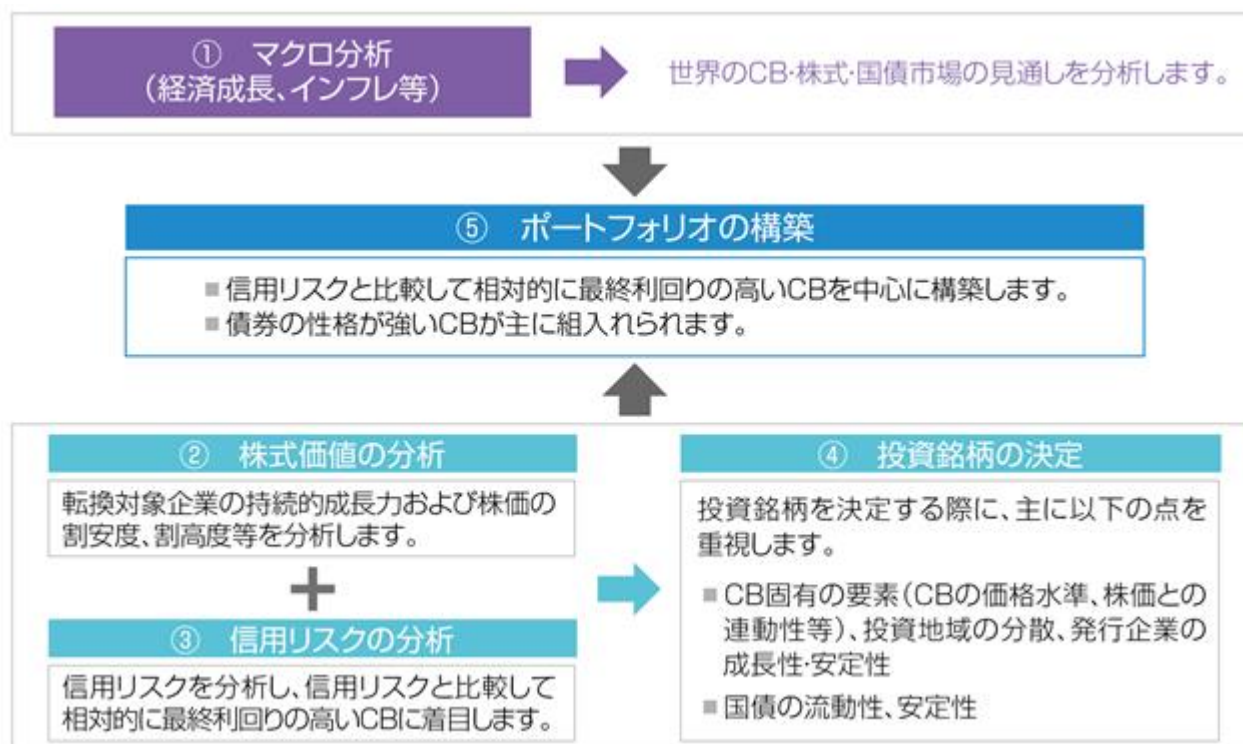 ① マクロ分析
(経済成長、インフレ等)
世界のCB・株式・国債市場の見通しを分析します。
⑤ ポートフォリオの構築
■信用リスクと比較して相対的に最終利回りの高いCBを中心に構築します。
■債券の性格が強いCBが主に組入れられます。
② 株式価値の分析
転換対象企業の持続的成長力および株価の
割安度、割高度等を分析します。
+
③ 信用リスクの分析
信用リスクを分析し、信用リスクと比較して
相対的に最終利回りの高いCBに着目します。
④ 投資銘柄の決定
投資銘柄を決定する際に、主に以下の点を
重視します。
■CB固有の要素(CBの価格水準、株価との
連動性等)、投資地域の分散、発行企業の
成長性・安定性
■国債の流動性、安定性